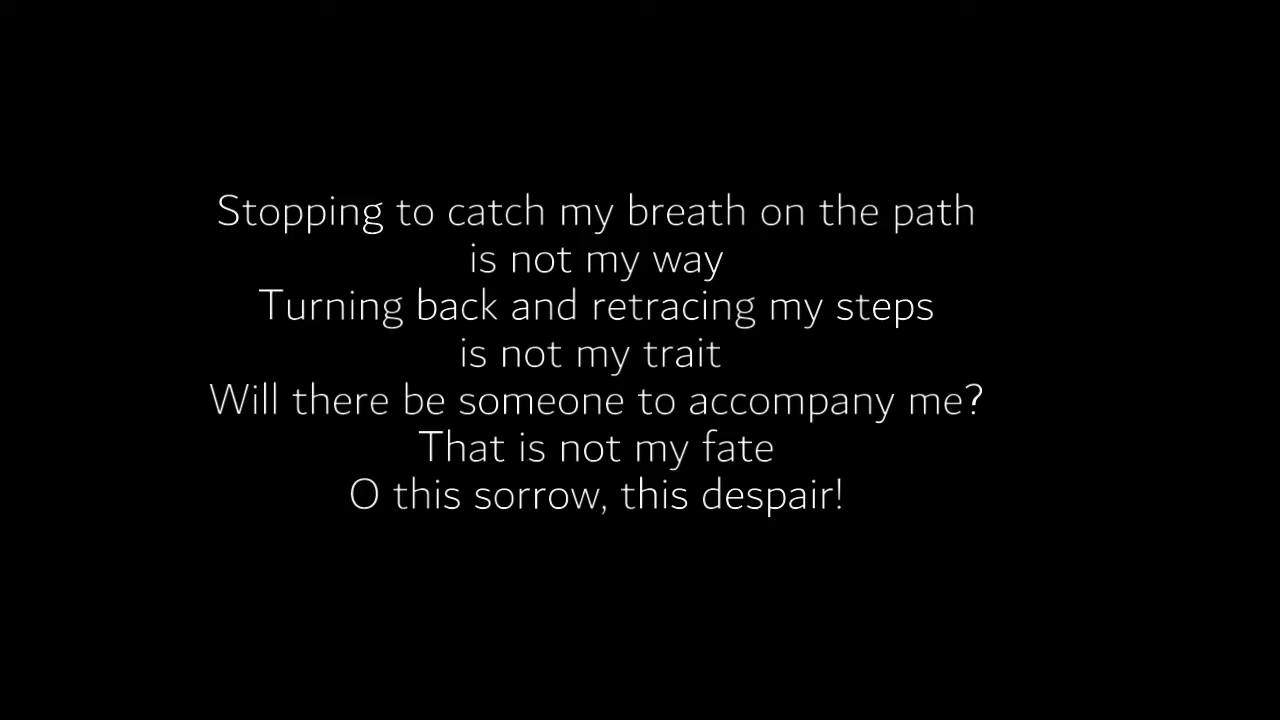 Stopping to catch my breath on the path
is not my way
Turning back and retracing my steps
is not my trait
Will there be someone to accompany me?
That is not my fate
O this sorrow, this despair!